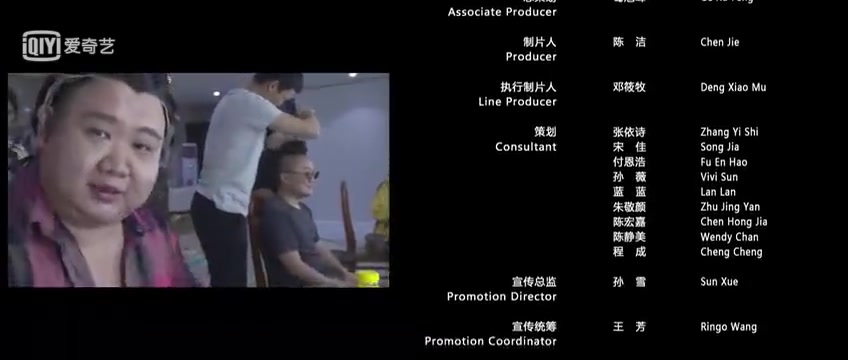 iQIYI 爱奇艺
Associate Producer
制片人 陈 洁 Chen Jie
Producer
执行制片人 邓筱牧 Deng Xiao Mu
Line Producer
策划 张依诗 Zhang Yi Shi
Consultant 宋 佳 Song Jia
付恩浩 Fu En Hao
孙 薇 Vivi Sun
蓝 蓝 Lan Lan
朱敬颜 Zhu Jing Yan
陈宏嘉 Chen Hong Jia
陈静美 Wendy Chan
程 成 Cheng Cheng
宣传总监 孙 雪 Sun Xue
Promotion Director
宣传统筹 王 芳 Ringo Wang
Promotion Coordinator